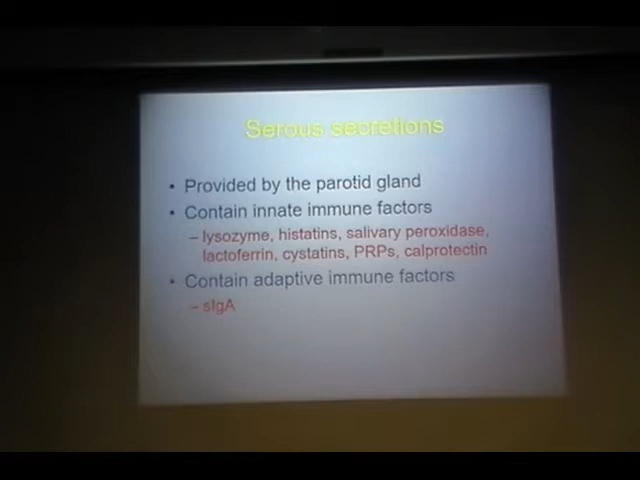 Serous secretions
• Provided by the parotid gland
• Contain innate immune factors
– lysozyme, histatins, salivary peroxidase,
lactoferrin, cystatins, PRPs, calprotectin
• Contain adaptive immune factors
– sIgA